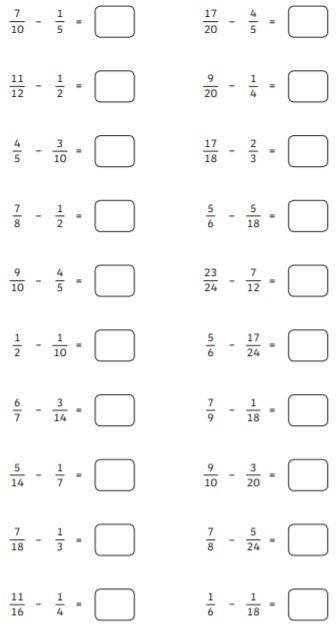 7/10 - 1/5 =
17/20 - 4/5 =
11/12 - 1/2 =
9/20 - 1/4 =
4/5 - 3/10 =
17/18 - 2/3 =
7/8 - 1/2 =
5/6 - 5/18 =
9/10 - 4/5 =
23/24 - 7/12 =
1/2 - 1/10 =
5/6 - 17/24 =
6/7 - 3/14 =
7/9 - 1/18 =
5/14 - 1/7 =
9/10 - 3/20 =
7/18 - 1/3 =
7/8 - 5/24 =
11/16 - 1/4 =
1/6 - 1/18 =